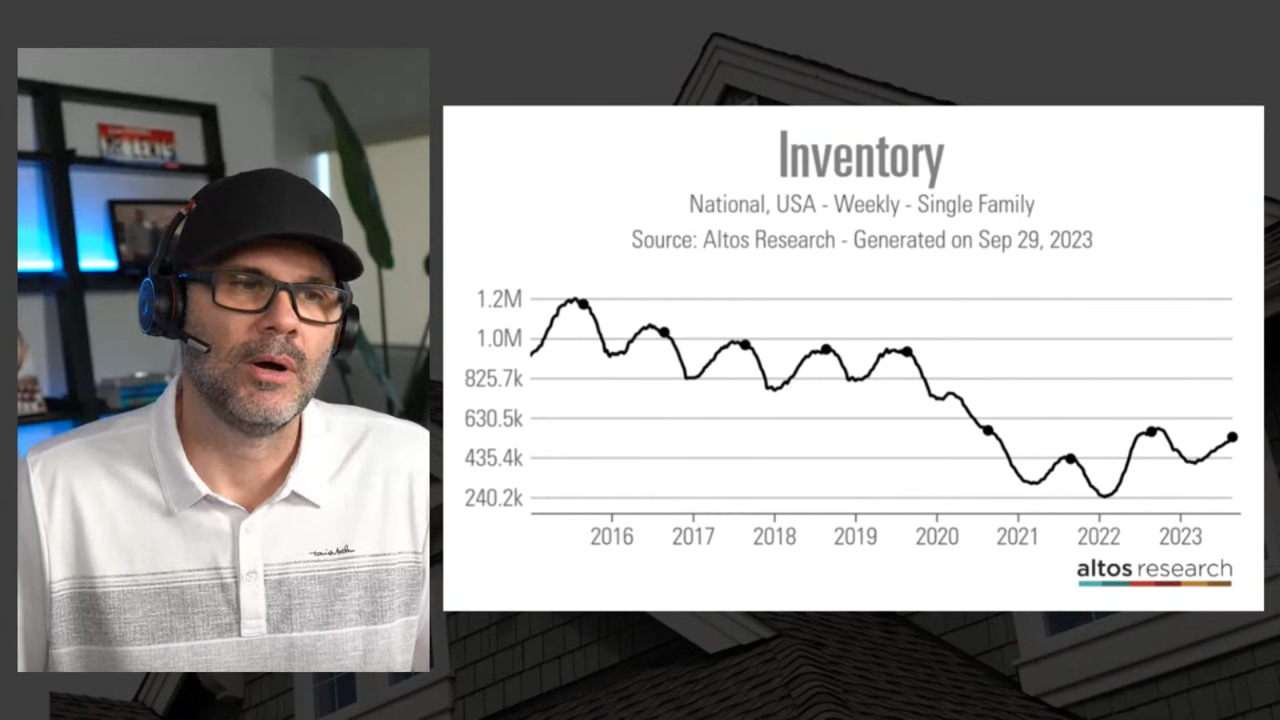 Inventory
National, USA - Weekly - Single Family
Source: Altos Research - Generated on Sep 29, 2023
1.2M
1.0M
825.7k
630.5k
435.4k
240.2k
2016 2017 2018 2019 2020 2021 2022 2023
altos research